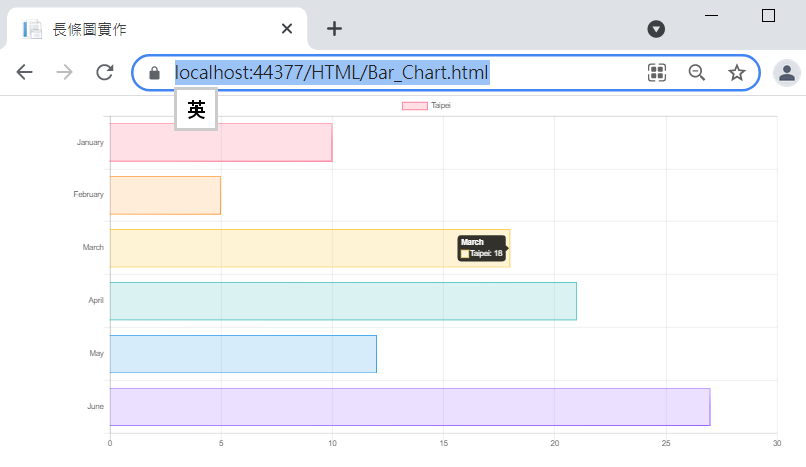 長條圖實作
localhost:44377/HTML/Bar_Chart.html
英
Taipei
January
February
March
March
Taipei: 18
April
May
June
0 5 10 15 20 25 30